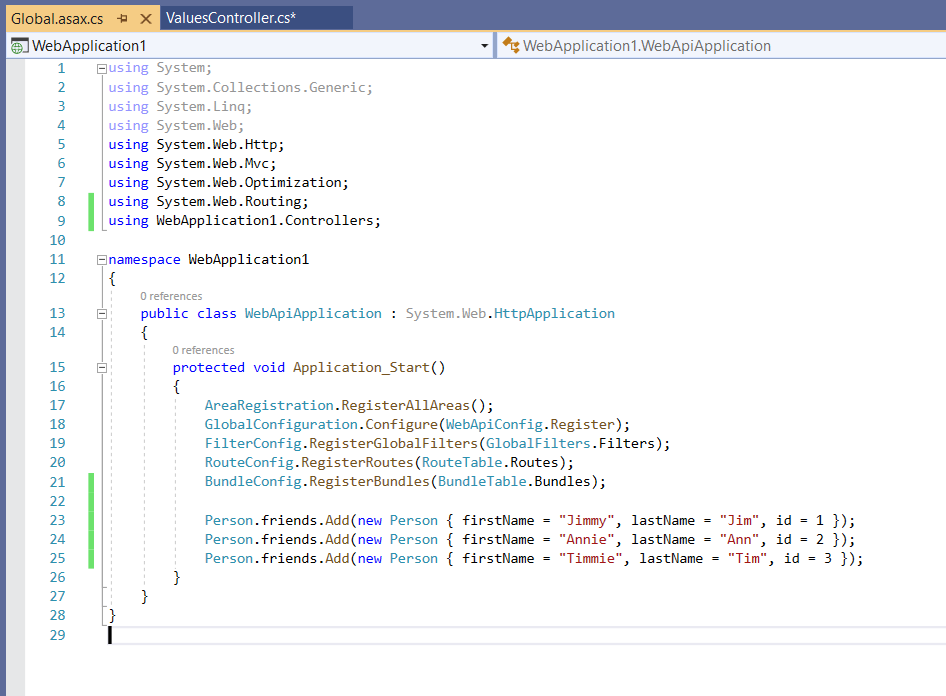 Global.asax.cs ValuesController.cs*
WebApplication1 WebApplication1.WebApiApplication
1 using System;
2 using System.Collections.Generic;
3 using System.Linq;
4 using System.Web;
5 using System.Web.Http;
6 using System.Web.Mvc;
7 using System.Web.Optimization;
8 using System.Web.Routing;
9 using WebApplication1.Controllers;
10
11 namespace WebApplication1
12 {
0 references
13 public class WebApiApplication : System.Web.HttpApplication
14 {
0 references
15 protected void Application_Start()
16 {
17 AreaRegistration.RegisterAllAreas();
18 GlobalConfiguration.Configure(WebApiConfig.Register);
19 FilterConfig.RegisterGlobalFilters(GlobalFilters.Filters);
20 RouteConfig.RegisterRoutes(RouteTable.Routes);
21 BundleConfig.RegisterBundles(BundleTable.Bundles);
22
23 Person.friends.Add(new Person { firstName = "Jimmy", lastName = "Jim", id = 1 });
24 Person.friends.Add(new Person { firstName = "Annie", lastName = "Ann", id = 2 });
25 Person.friends.Add(new Person { firstName = "Timmie", lastName = "Tim", id = 3 });
26 }
27 }
28 }
29